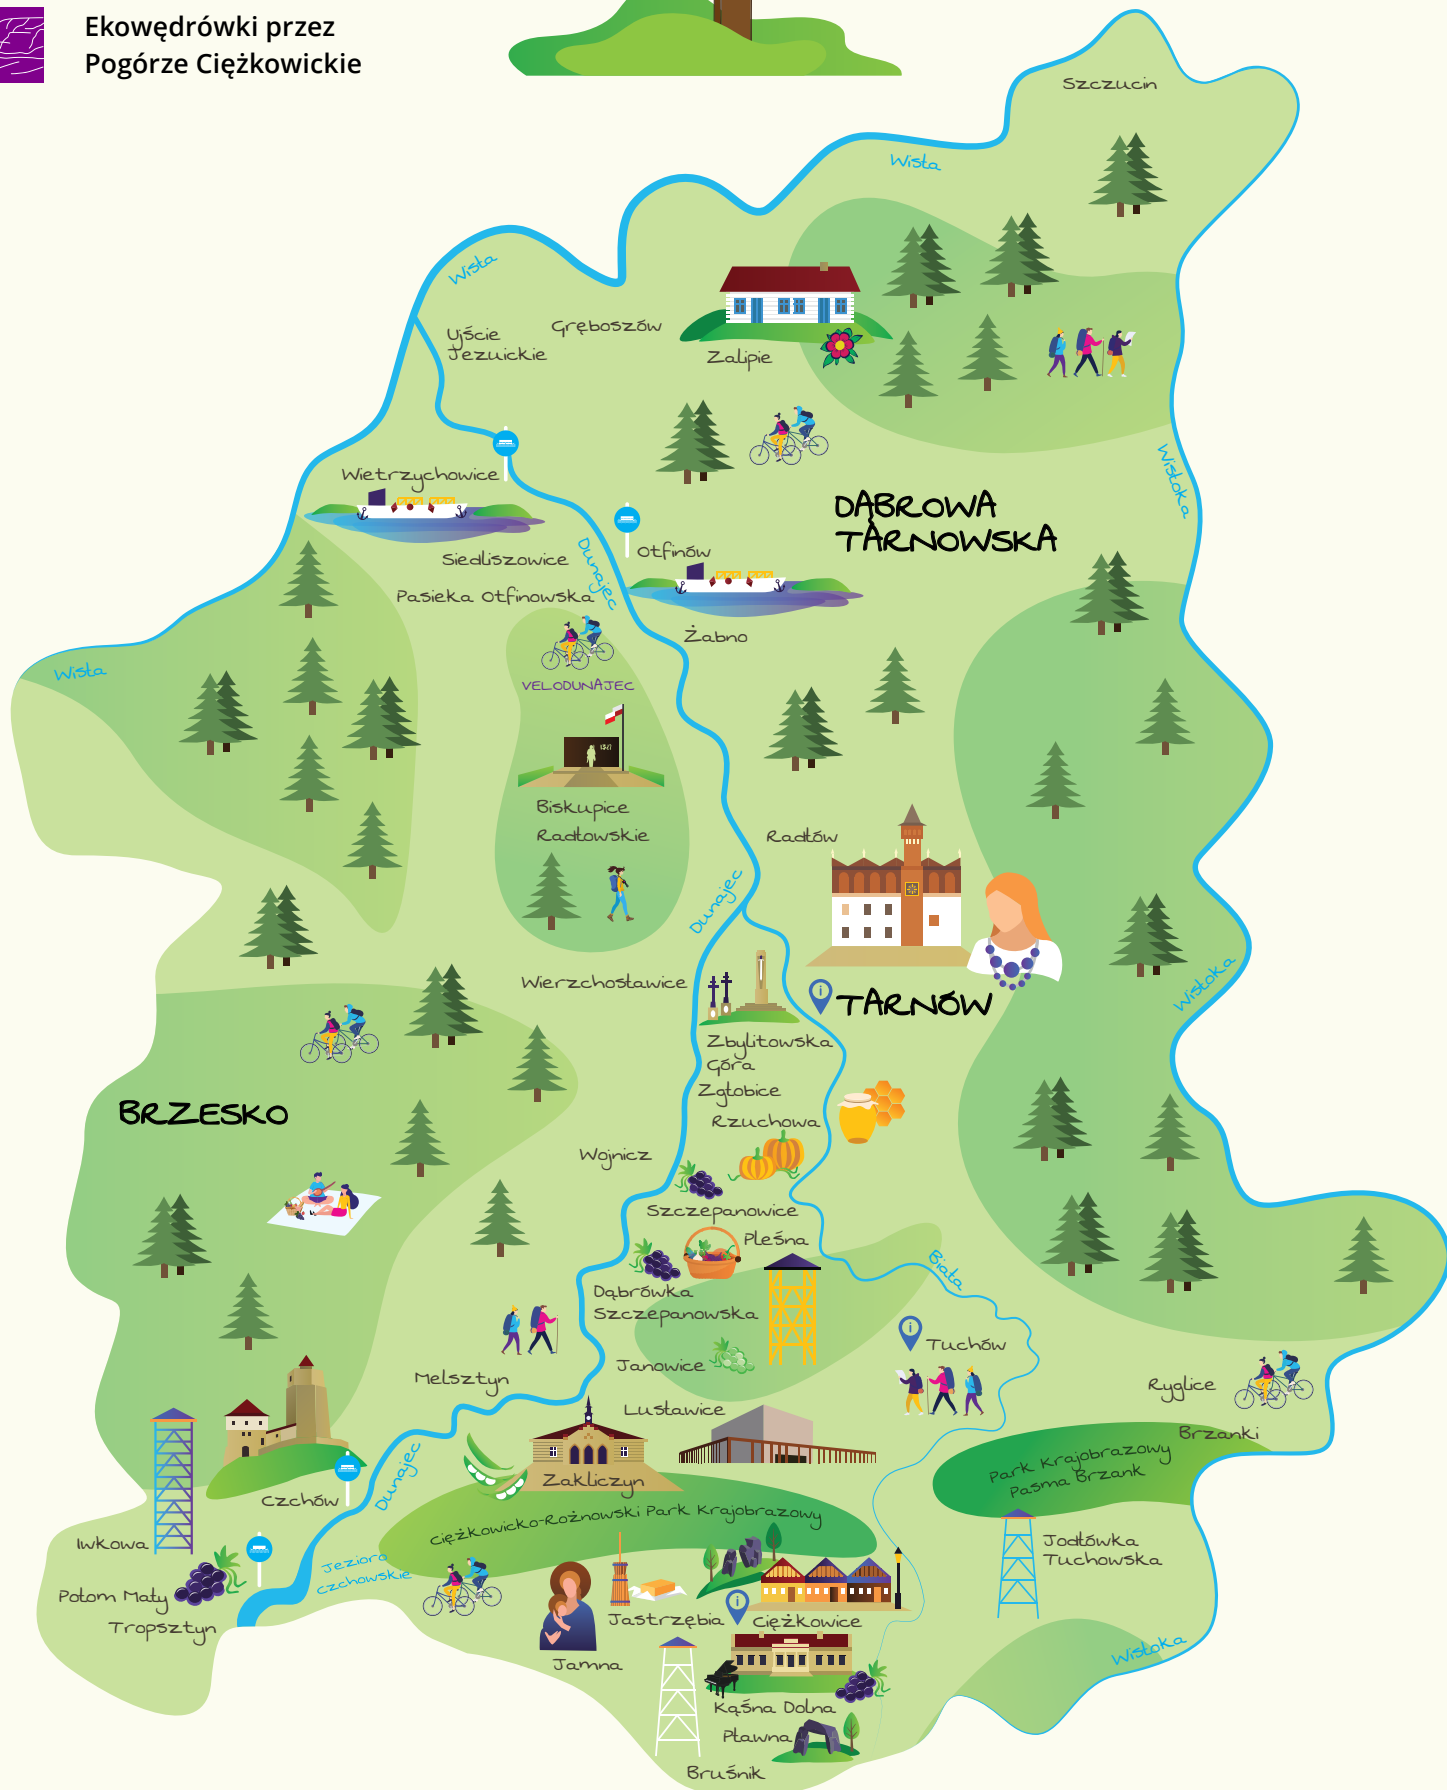 Ekowędrówki przez
Pogórze Ciężkowickie
Szczucin
Wisła
Wisła
Ujście
Jezuickie
Gręboszów
Zalipie
Wisłoka
Wietrzychowice
DĄBROWA
TARNOWSKA
Siedliszowice
Dunajec
Otfinów
Pasieka Otfinowska
Żabno
Wisła
VELODUNAJEC
Biskupice
Radłowskie
Radłów
Dunajec
Wierzchosławice
Wisłoka
i
TARNÓW
Zbylitowska
Góra
Zgłobice
BRZESKO
Rzuchowa
Wojnicz
Szczepanowice
Pleśna
Biała
Dąbrówka
Szczepanowska
i
Tuchów
Janowice
Melsztyn
Ryglice
Lusławice
Brzanki
Park Krajobrazowy
Pasma Brzank
Dunajec
Zakliczyn
Czchów
Ciężkowicko-Rożnowski Park Krajobrazowy
Iwkowa
Jodłówka
Tuchowska
Jezioro
Czchowskie
Potom Mały
Tropsztyn
Jastrzębia
i
Ciężkowice
Jamna
Wisłoka
Kąśna Dolna
Pławna
Bruśnik